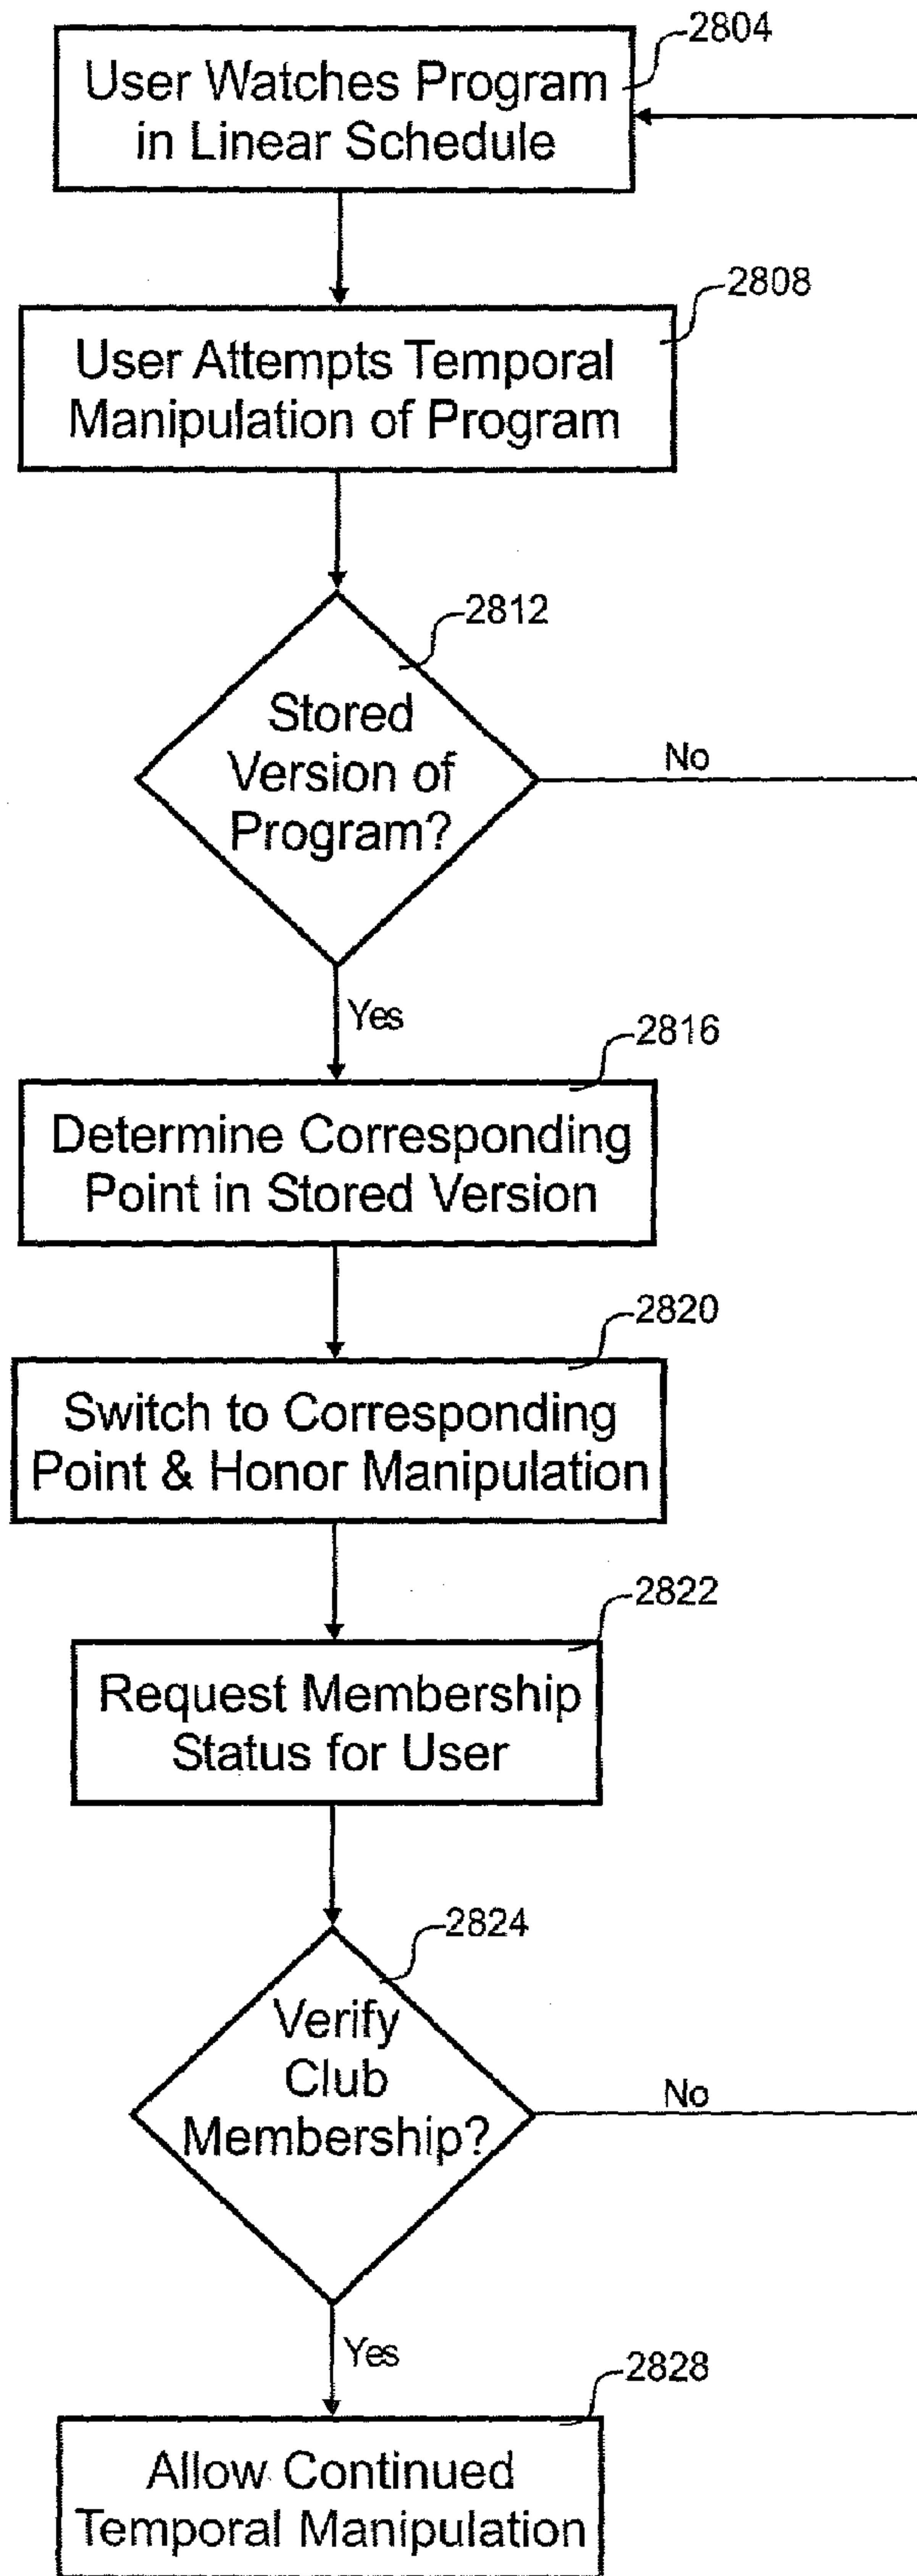 2804
User Watches Program
in Linear Schedule
2808
User Attempts Temporal
Manipulation of Program
2812
Stored
Version of
Program?
No
Yes
2816
Determine Corresponding
Point in Stored Version
2820
Switch to Corresponding
Point & Honor Manipulation
2822
Request Membership
Status for User
2824
Verify
Club
Membership?
No
Yes
2828
Allow Continued
Temporal Manipulation